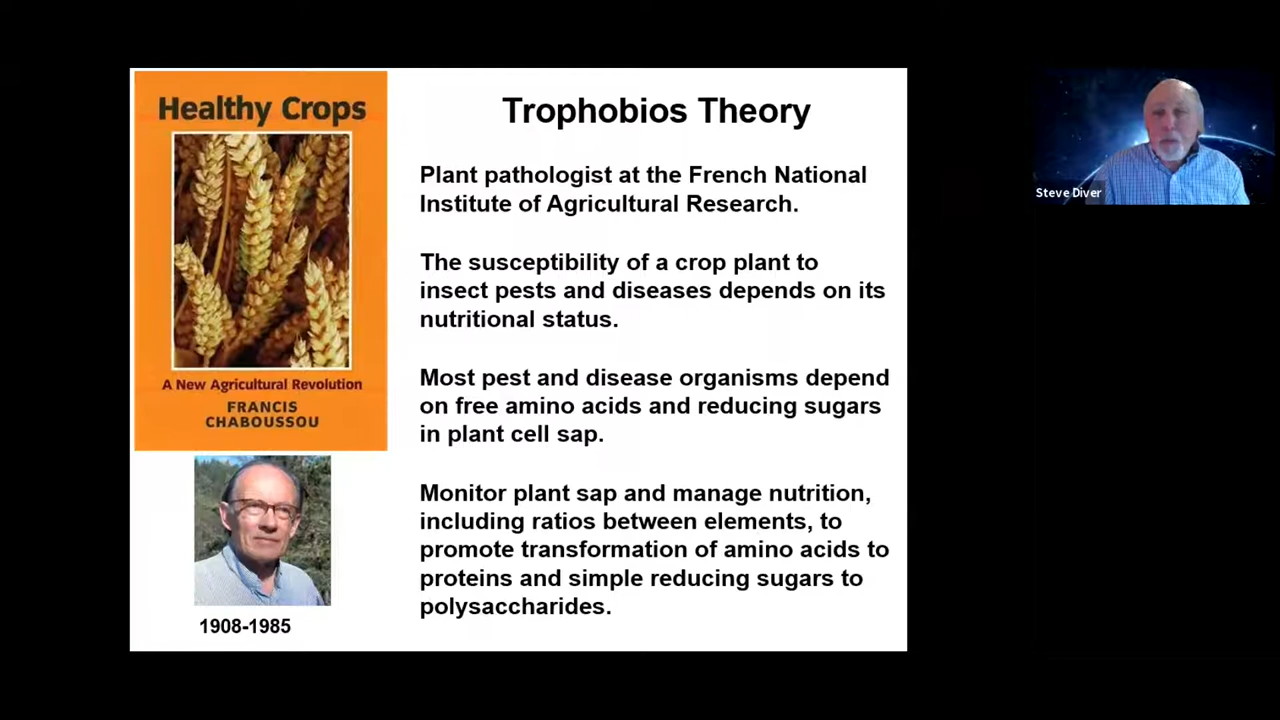 Healthy Crops
A New Agricultural Revolution
FRANCIS
CHABOUSSOU
1908-1985
Trophobios Theory
Plant pathologist at the French National
Institute of Agricultural Research.
The susceptibility of a crop plant to
insect pests and diseases depends on its
nutritional status.
Most pest and disease organisms depend
on free amino acids and reducing sugars
in plant cell sap.
Monitor plant sap and manage nutrition,
including ratios between elements, to
promote transformation of amino acids to
proteins and simple reducing sugars to
polysaccharides.
Steve Diver